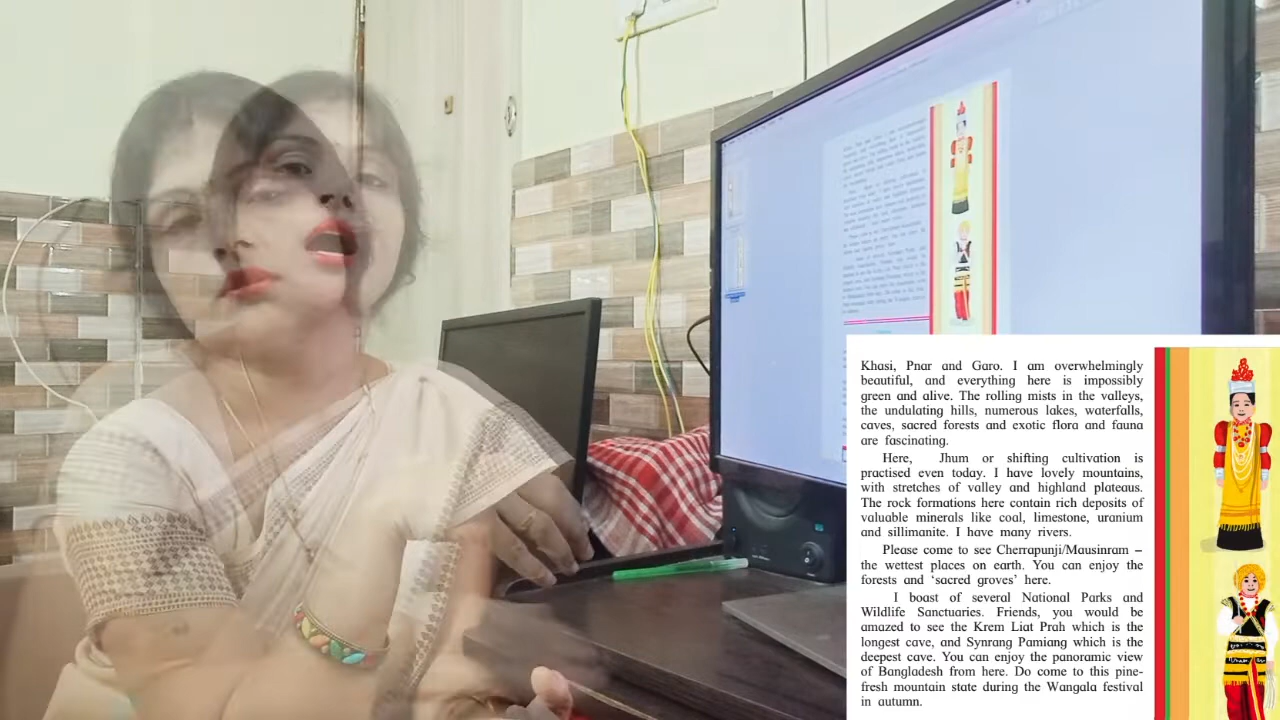 Khasi, Pnar and Garo. I am overwhelmingly
beautiful, and everything here is impossibly
green and alive. The rolling mists in the valleys,
the undulating hills, numerous lakes, waterfalls,
caves, sacred forests and exotic flora and fauna
are fascinating.
Here, Jhum or shifting cultivation is
practised even today. I have lovely mountains,
with stretches of valley and highland plateaus.
The rock formations here contain rich deposits of
valuable minerals like coal, limestone, uranium
and sillimanite. I have many rivers.
Please come to see Cherrapunji/Mausinram –
the wettest places on earth. You can enjoy the
forests and ‘sacred groves’ here.
I boast of several National Parks and
Wildlife Sanctuaries. Friends, you would be
amazed to see the Krem Liat Prah which is the
longest cave, and Synrang Pamiang which is the
deepest cave. You can enjoy the panoramic view
of Bangladesh from here. Do come to this pine-
fresh mountain state during the Wangala festival
in autumn.